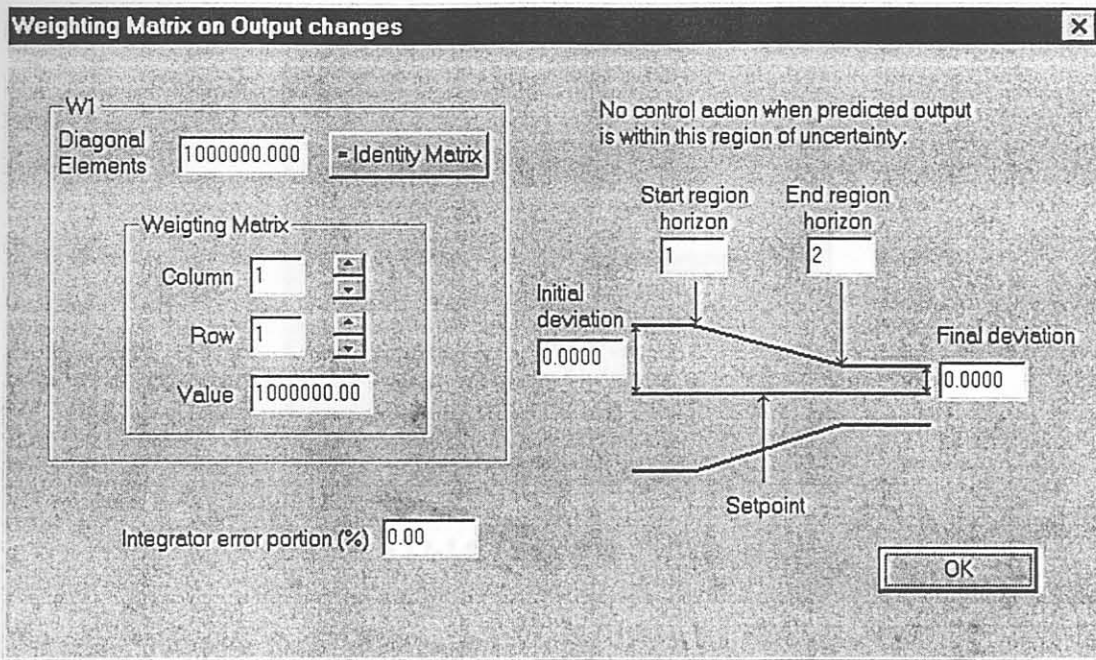 Weighting Matrix on Output changes
W1
Diagonal
Elements
1000000.000
= Identity Matrix
Weigting Matrix
Column
1
Row
1
Value
1000000.00
Integrator error portion (%)
0.00
No control action when predicted output
is within this region of uncertainty:
Start region
horizon
1
End region
horizon
2
Initial
deviation
0.0000
Final deviation
0.0000
Setpoint
OK